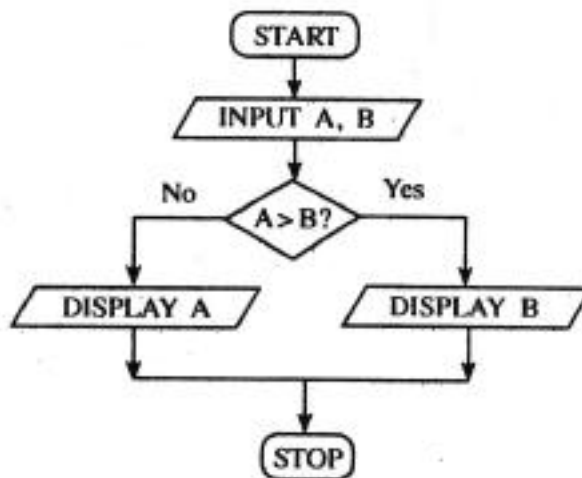 START
INPUT A, B
No
Yes
A > B?
DISPLAY A
DISPLAY B
STOP